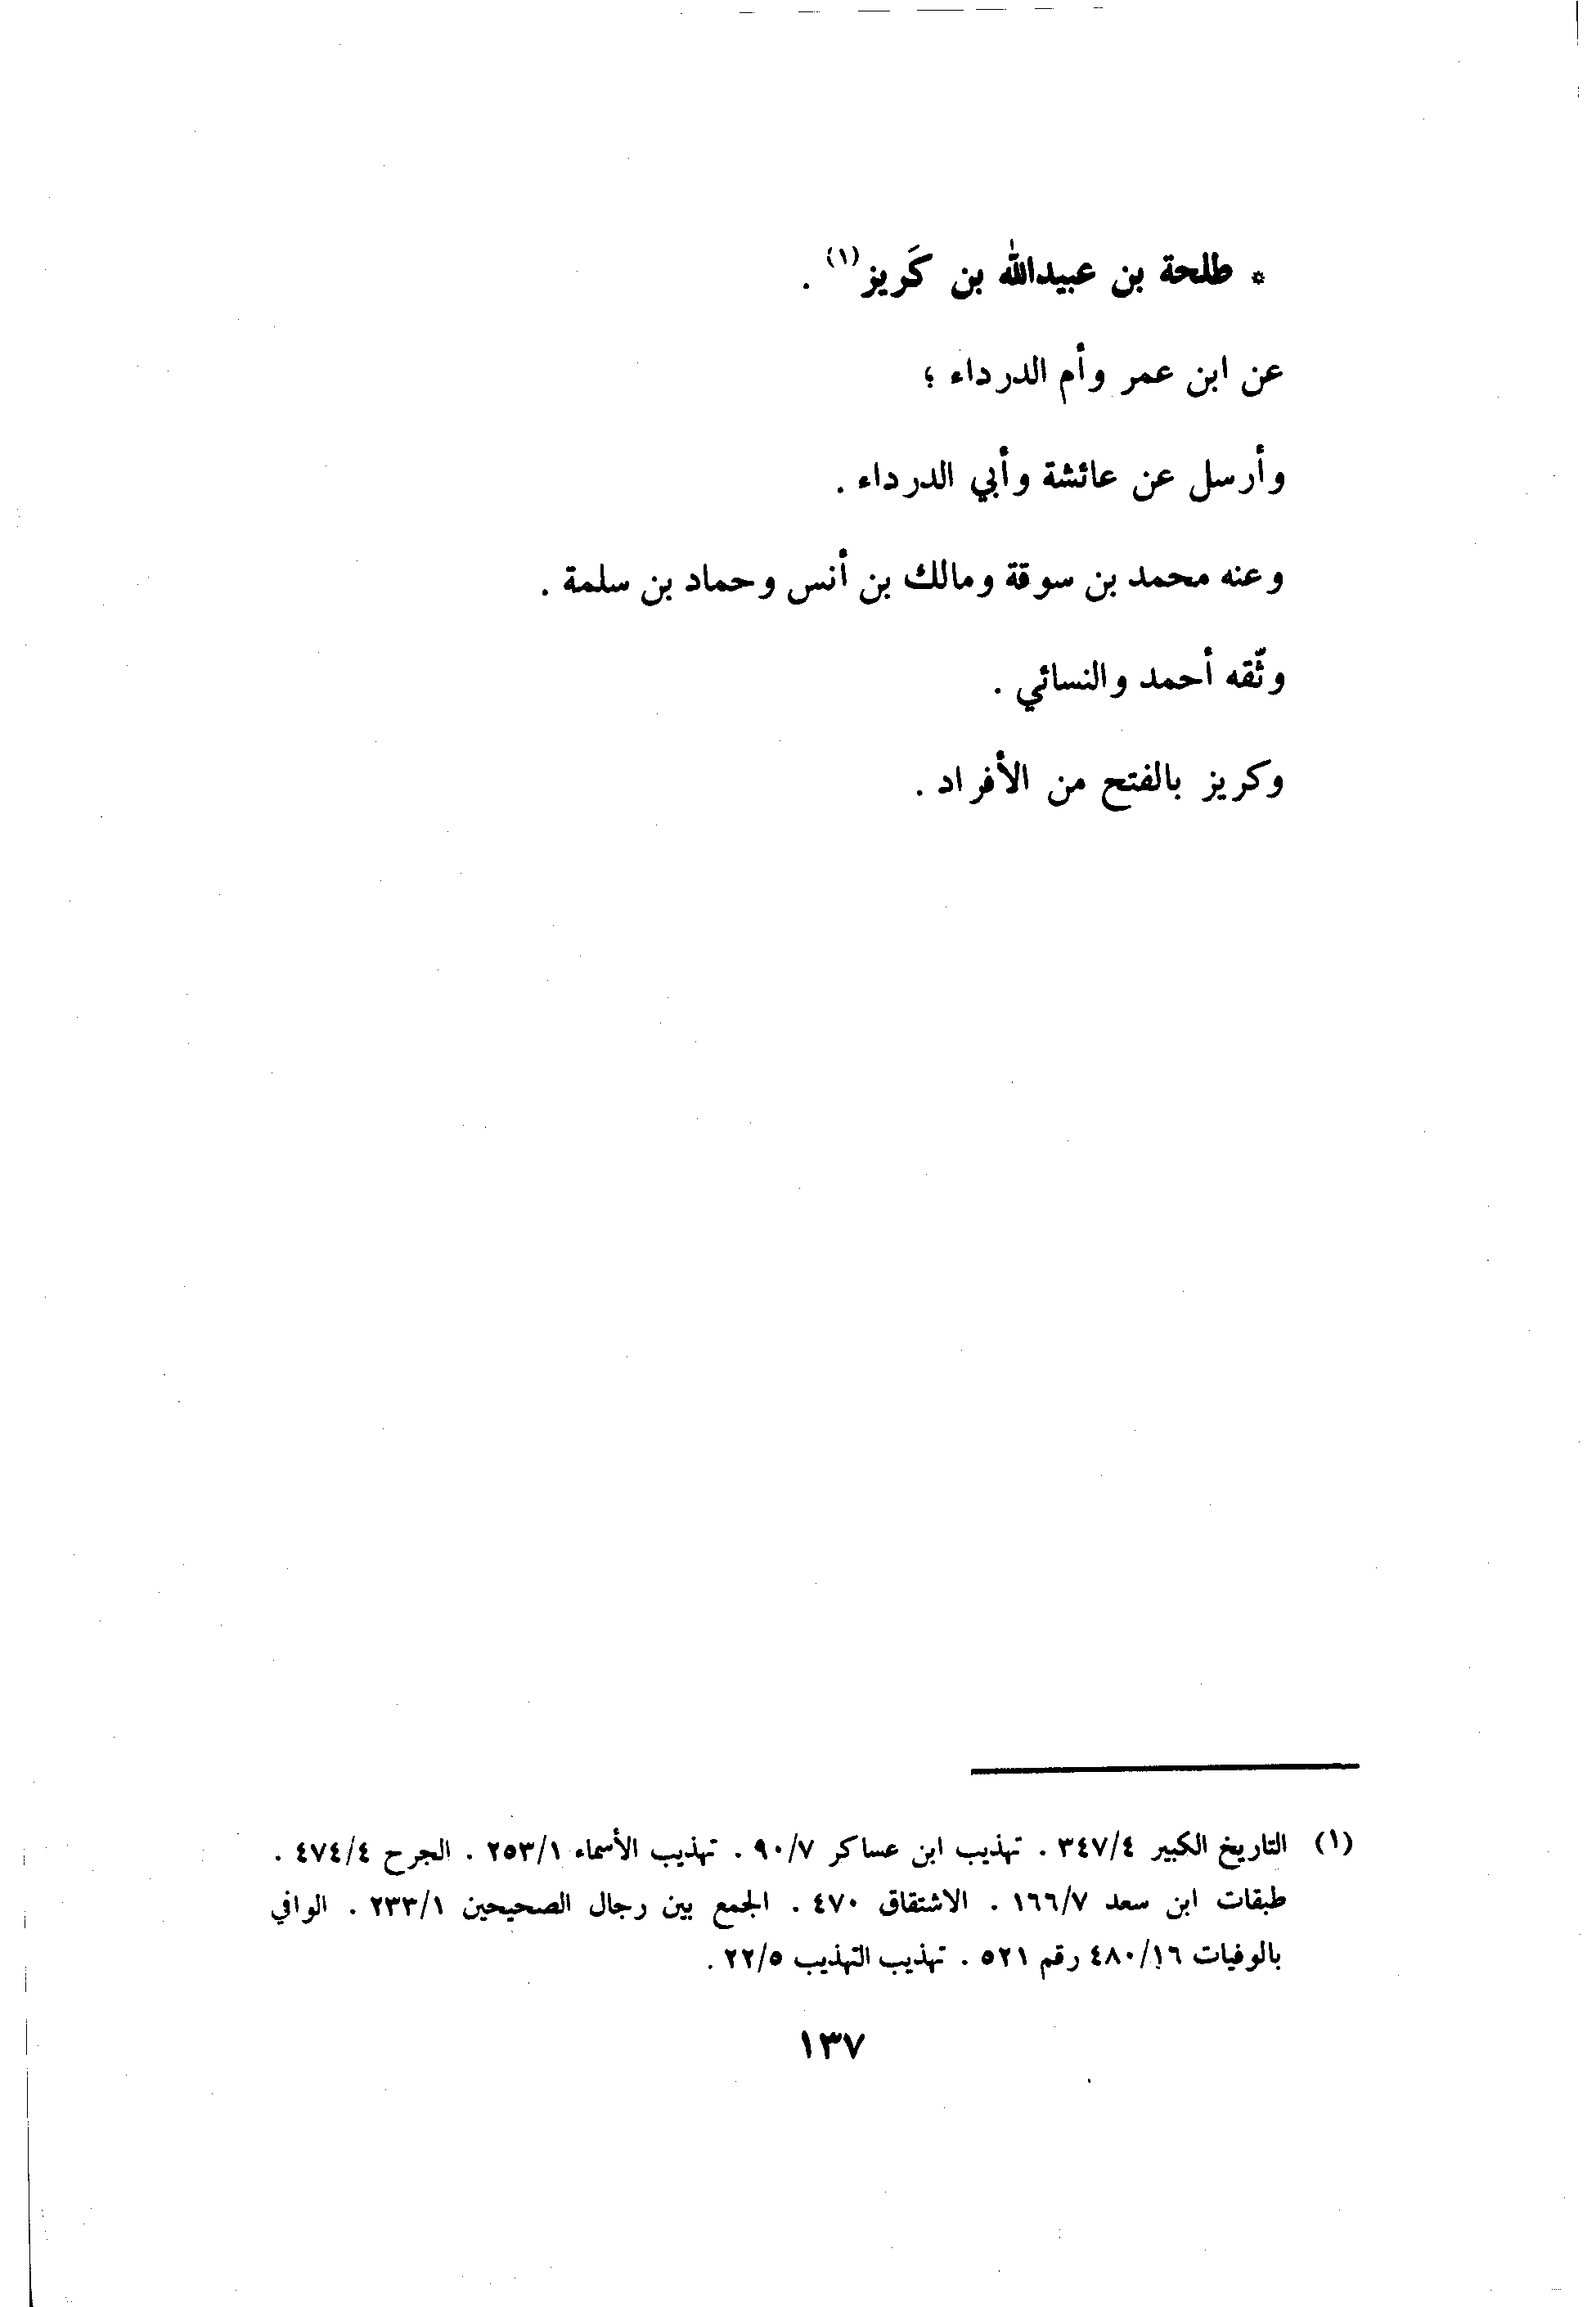 * طلحة بن عبيدالله بن كَريز(١) .
عن ابن عمر وأم الدرداء ؛
وأرسل عن عائشة وأبي الدرداء .
وعنه محمد بن سوقة ومالك بن أنس وحماد بن سلمة .
وثّقه أحمد والنسائي .
وكريز بالفتح من الأفراد .
(١) التاريخ الكبير ٣٤٧/٤ . تهذيب ابن عساكر ٩٠/٧ . تهذيب الأسماء ٢٥٣/١ . الجرح ٤٧٤/٤ .
طبقات ابن سعد ١٦٦/٧ . الاشتقاق ٤٧٠ . الجمع بين رجال الصحيحين ٢٣٣/١ . الوافي
بالوفيات ٤٨٠/١٦ رقم ٥٢١ . تهذيب التهذيب ٢٢/٥ .
١٣٧